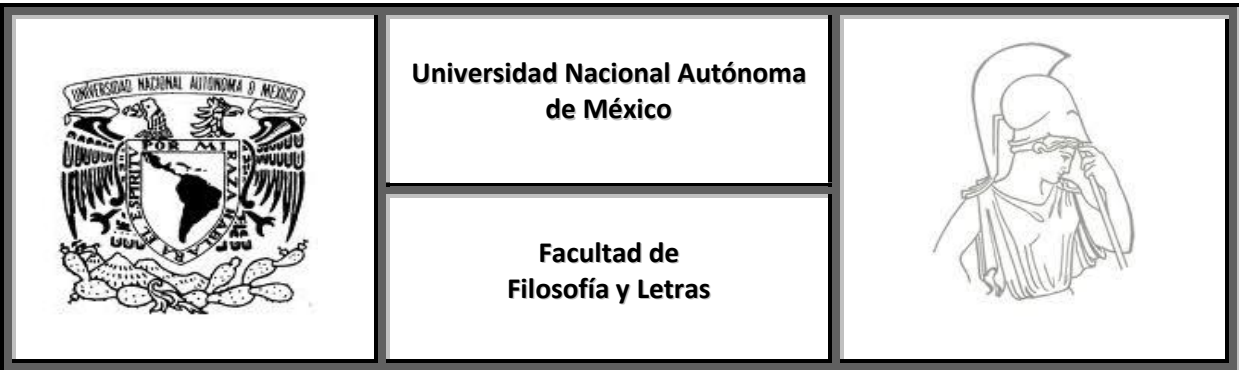 UNIVERSIDAD NACIONAL AUTONOMA D MEXICO
POR MI RAZA HABLARA EL ESPIRITU
Universidad Nacional Autónoma
de México
Facultad de
Filosofía y Letras